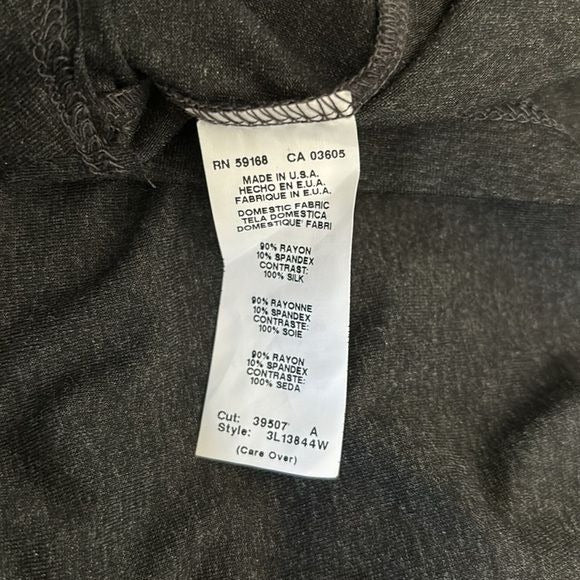 RN 59168 CA 03605
MADE IN U.S.A.
HECHO EN E.U.A.
FABRIQUE IN E.U.A.
DOMESTIC FABRIC
TELA DOMESTICA
DOMESTIQUE' FABRI
90% RAYON
10% SPANDEX
CONTRAST:
100% SILK
90% RAYONNE
10% SPANDEX
CONTRASTE:
100% SOIE
90% RAYON
10% SPANDEX
CONTRASTE:
100% SEDA
Cut: 39507 A
Style: 3L13844W
(Care Over)